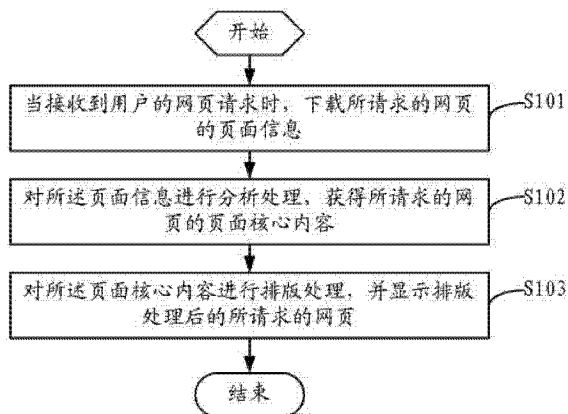 开始
当接收到用户的网页请求时，下载所请求的网页
的页面信息
S101
对所述页面信息进行分析处理，获得所请求的网
页的页面核心内容
S102
对所述页面核心内容进行排版处理，并显示排版
处理后的所请求的网页
S103
结束